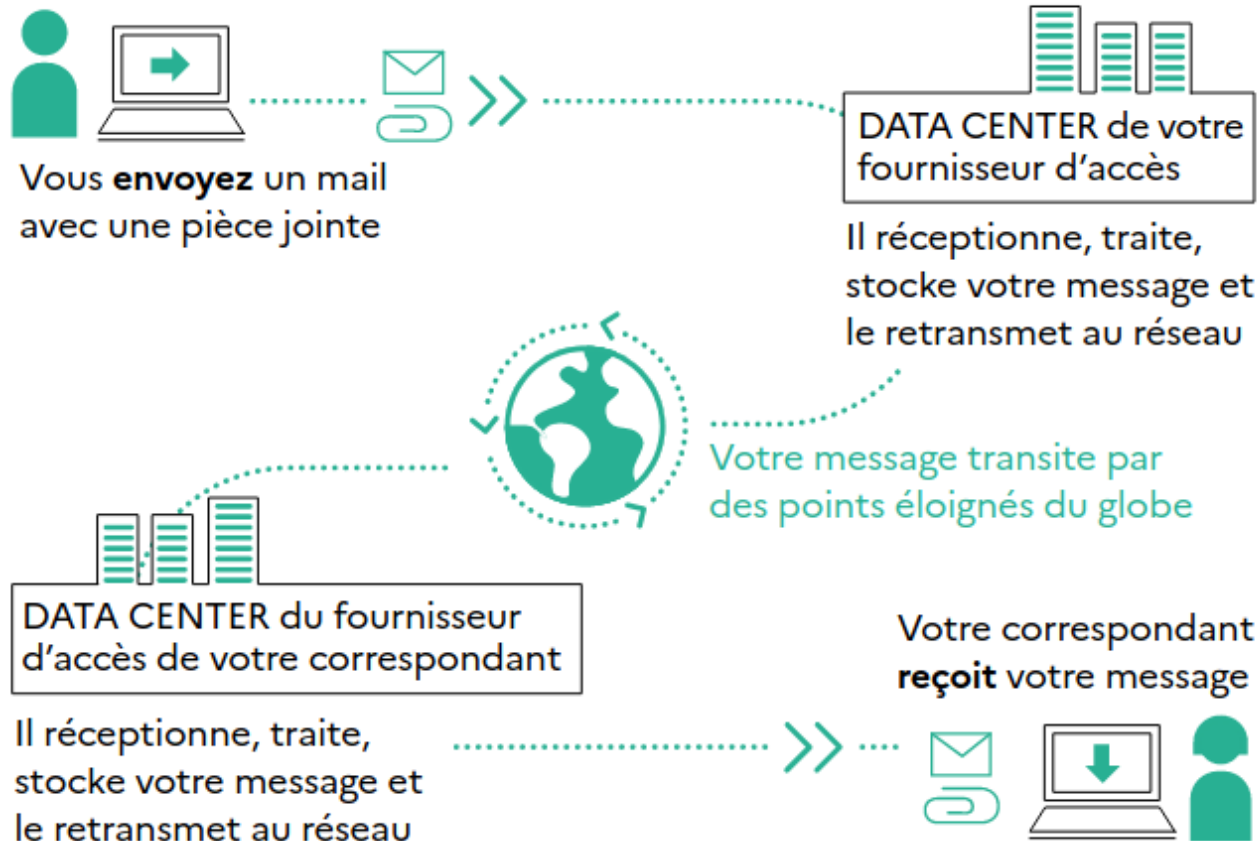 Vous envoyez un mail
avec une pièce jointe
DATA CENTER de votre
fournisseur d'accès
Il réceptionne, traite,
stocke votre message et
le retransmet au réseau
Votre message transite par
des points éloignés du globe
DATA CENTER du fournisseur
d'accès de votre correspondant
Il réceptionne, traite,
stocke votre message et
le retransmet au réseau
Votre correspondant
reçoit votre message